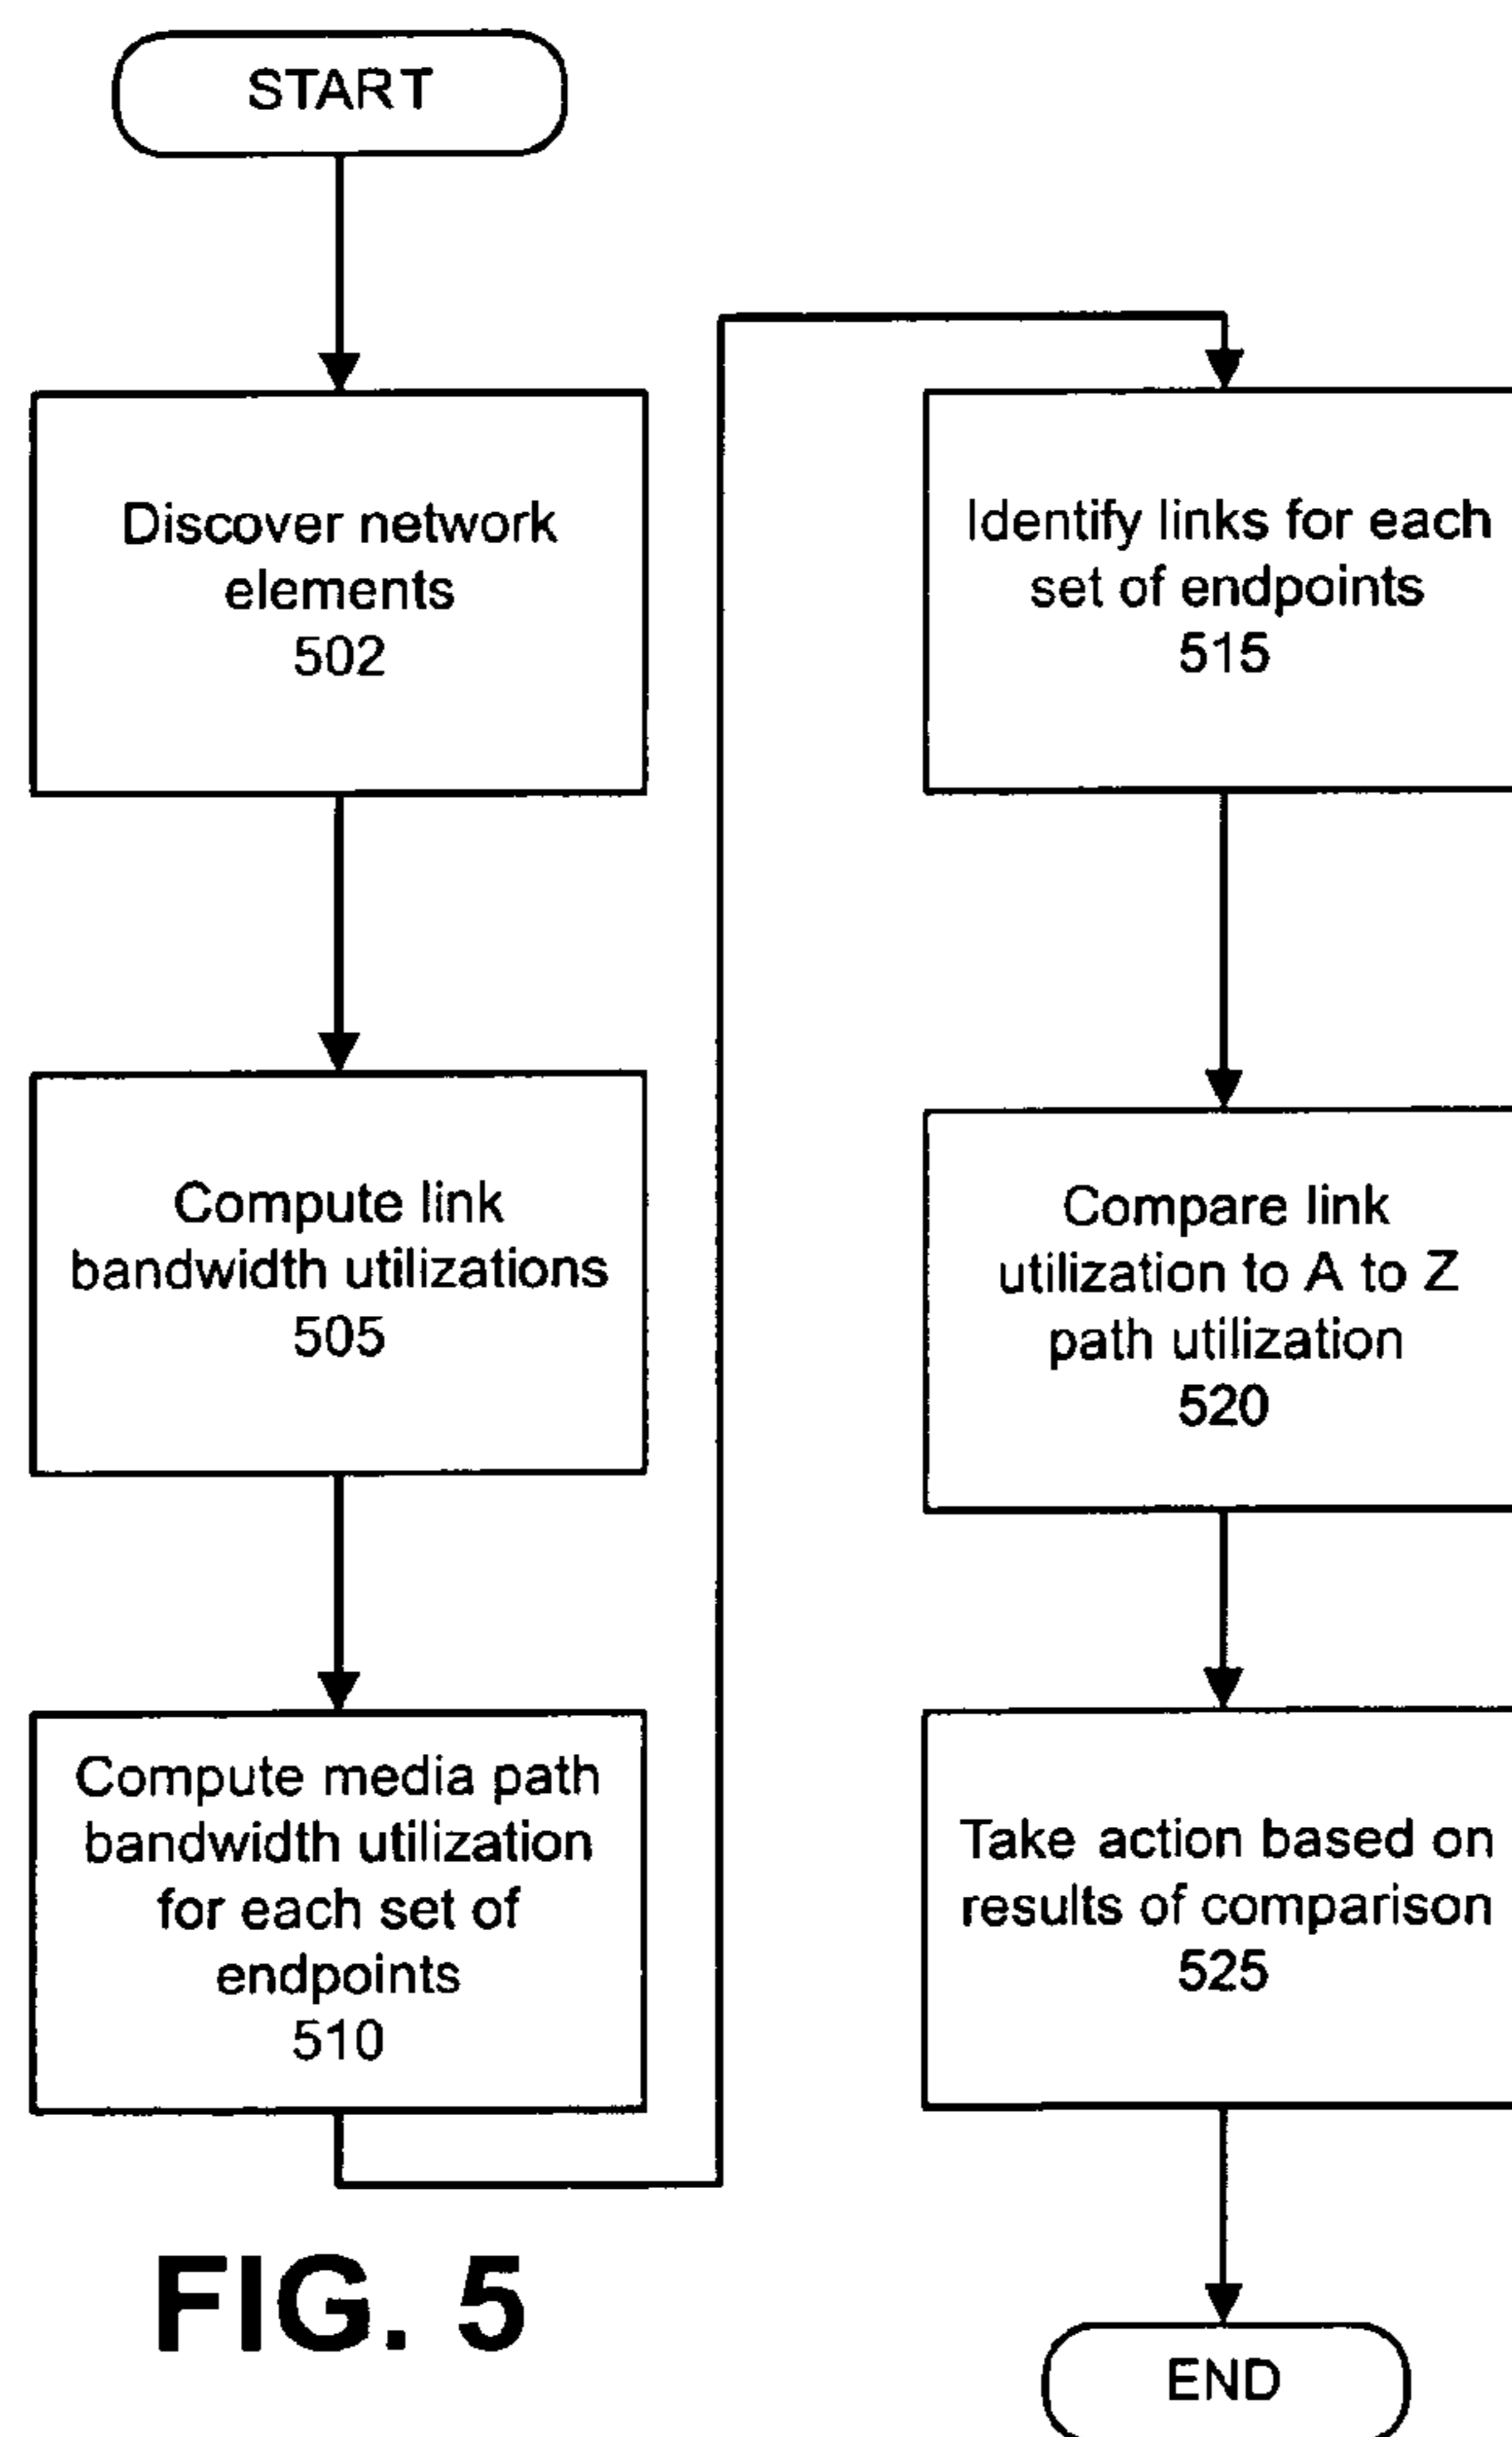 START
Discover network
elements
502
Compute link
bandwidth utilizations
505
Compute media path
bandwidth utilization
for each set of
endpoints
510
Identify links for each
set of endpoints
515
Compare link
utilization to A to Z
path utilization
520
Take action based on
results of comparison
525
END
FIG. 5